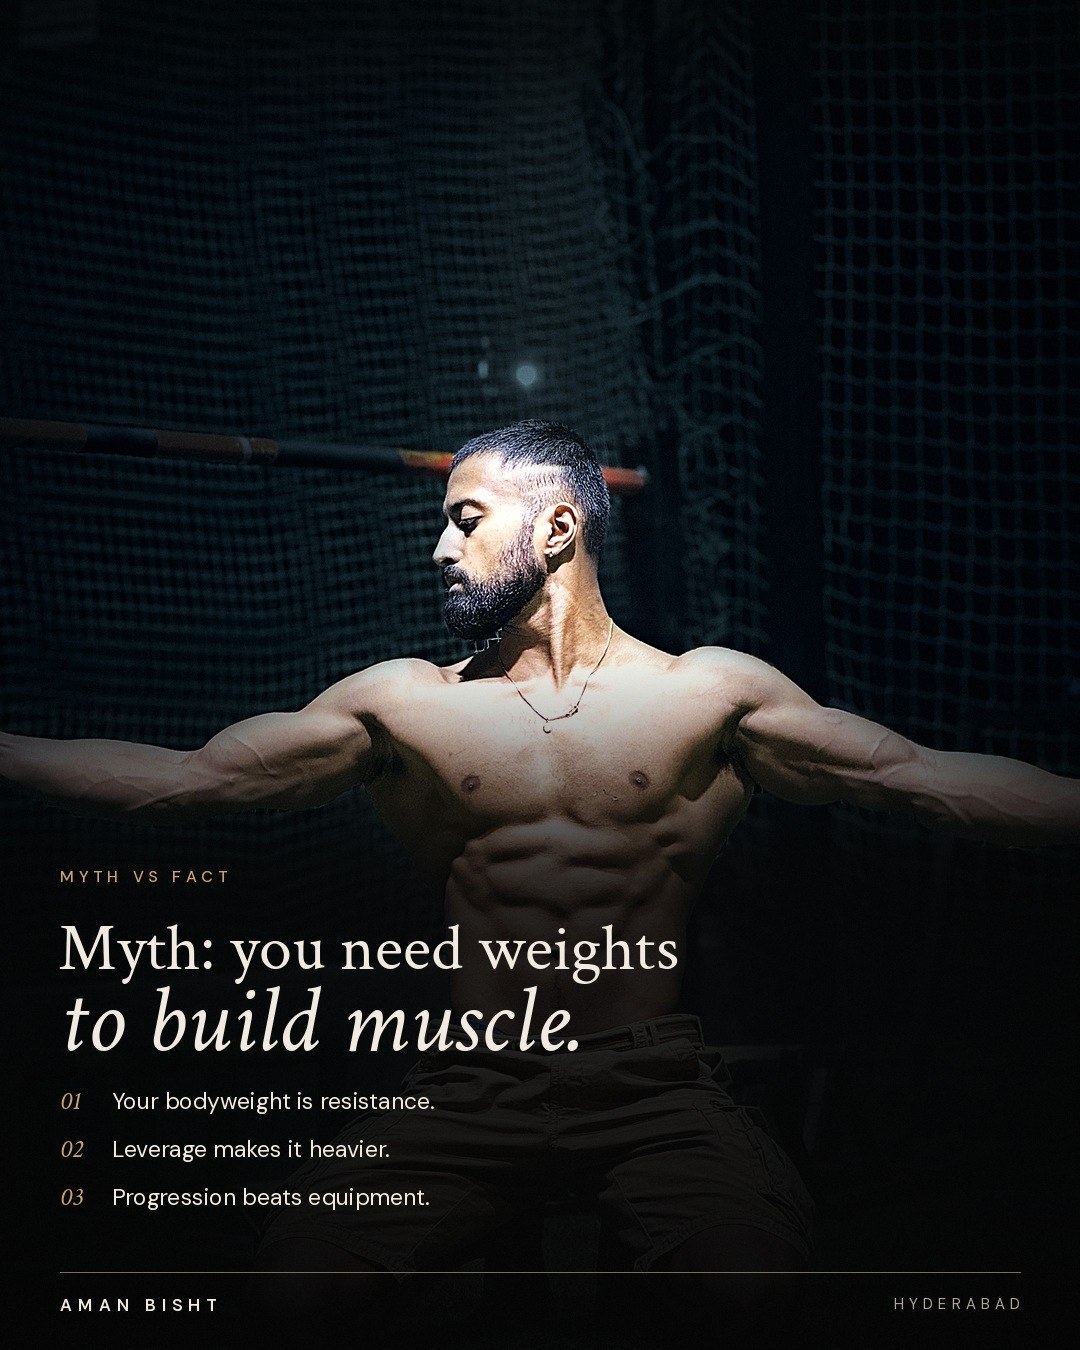 MYTH VS FACT
Myth: you need weights
to build muscle.
01 Your bodyweight is resistance.
02 Leverage makes it heavier.
03 Progression beats equipment.
AMAN BISHT
HYDERABAD